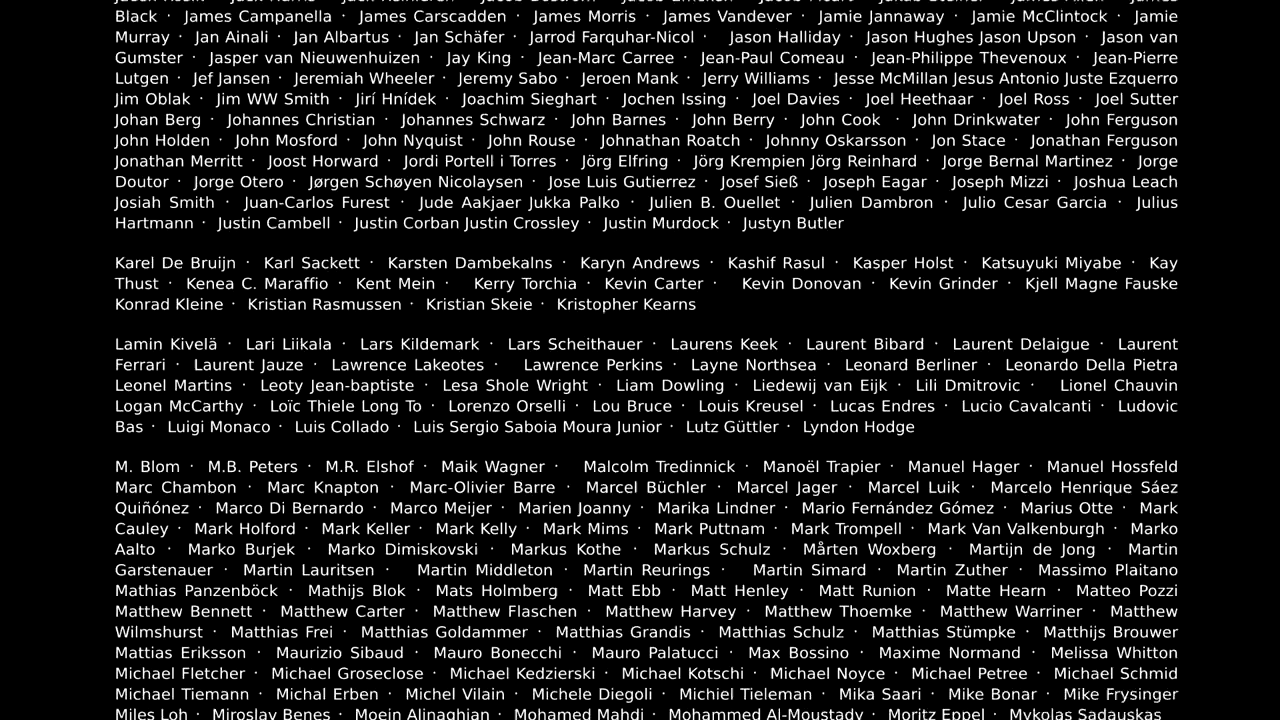 Black · James Campanella · James Carscadden · James Morris · James Vandever · Jamie Jannaway · Jamie McClintock · Jamie
Murray · Jan Ainali · Jan Albartus · Jan Schäfer · Jarrod Farquhar-Nicol · Jason Halliday · Jason Hughes Jason Upson · Jason van
Gumster · Jasper van Nieuwenhuizen · Jay King · Jean-Marc Carree · Jean-Paul Comeau · Jean-Philippe Thevenoux · Jean-Pierre
Lutgen · Jef Jansen · Jeremiah Wheeler · Jeremy Sabo · Jeroen Mank · Jerry Williams · Jesse McMillan Jesus Antonio Juste Ezquerro
Jim Oblak · Jim WW Smith · Jirí Hnídek · Joachim Sieghart · Jochen Issing · Joel Davies · Joel Heethaar · Joel Ross · Joel Sutter
Johan Berg · Johannes Christian · Johannes Schwarz · John Barnes · John Berry · John Cook · John Drinkwater · John Ferguson
John Holden · John Mosford · John Nyquist · John Rouse · Johnathan Roatch · Johnny Oskarsson · Jon Stace · Jonathan Ferguson
Jonathan Merritt · Joost Horward · Jordi Portell i Torres · Jörg Elfring · Jörg Krempien Jörg Reinhard · Jorge Bernal Martinez · Jorge
Doutor · Jorge Otero · Jørgen Schøyen Nicolaysen · Jose Luis Gutierrez · Josef Sieß · Joseph Eagar · Joseph Mizzi · Joshua Leach
Josiah Smith · Juan-Carlos Furest · Jude Aakjaer Jukka Palko · Julien B. Ouellet · Julien Dambron · Julio Cesar Garcia · Julius
Hartmann · Justin Cambell · Justin Corban Justin Crossley · Justin Murdock · Justyn Butler
Karel De Bruijn · Karl Sackett · Karsten Dambekalns · Karyn Andrews · Kashif Rasul · Kasper Holst · Katsuyuki Miyabe · Kay
Thust · Kenea C. Maraffio · Kent Mein · Kerry Torchia · Kevin Carter · Kevin Donovan · Kevin Grinder · Kjell Magne Fauske
Konrad Kleine · Kristian Rasmussen · Kristian Skeie · Kristopher Kearns
Lamin Kivelä · Lari Liikala · Lars Kildemark · Lars Scheithauer · Laurens Keek · Laurent Bibard · Laurent Delaigue · Laurent
Ferrari · Laurent Jauze · Lawrence Lakeotes · Lawrence Perkins · Layne Northsea · Leonard Berliner · Leonardo Della Pietra
Leonel Martins · Leoty Jean-baptiste · Lesa Shole Wright · Liam Dowling · Liedewij van Eijk · Lili Dmitrovic · Lionel Chauvin
Logan McCarthy · Loïc Thiele Long To · Lorenzo Orselli · Lou Bruce · Louis Kreusel · Lucas Endres · Lucio Cavalcanti · Ludovic
Bas · Luigi Monaco · Luis Collado · Luis Sergio Saboia Moura Junior · Lutz Güttler · Lyndon Hodge
M. Blom · M.B. Peters · M.R. Elshof · Maik Wagner · Malcolm Tredinnick · Manoël Trapier · Manuel Hager · Manuel Hossfeld
Marc Chambon · Marc Knapton · Marc-Olivier Barre · Marcel Büchler · Marcel Jager · Marcel Luik · Marcelo Henrique Sáez
Quiñónez · Marco Di Bernardo · Marco Meijer · Marien Joanny · Marika Lindner · Mario Fernández Gómez · Marius Otte · Mark
Cauley · Mark Holford · Mark Keller · Mark Kelly · Mark Mims · Mark Puttnam · Mark Trompell · Mark Van Valkenburgh · Marko
Aalto · Marko Burjek · Marko Dimiskovski · Markus Kothe · Markus Schulz · Mårten Woxberg · Martijn de Jong · Martin
Garstenauer · Martin Lauritsen · Martin Middleton · Martin Reurings · Martin Simard · Martin Zuther · Massimo Plaitano
Mathias Panzenböck · Mathijs Blok · Mats Holmberg · Matt Ebb · Matt Henley · Matt Runion · Matte Hearn · Matteo Pozzi
Matthew Bennett · Matthew Carter · Matthew Flaschen · Matthew Harvey · Matthew Thoemke · Matthew Warriner · Matthew
Wilmshurst · Matthias Frei · Matthias Goldammer · Matthias Grandis · Matthias Schulz · Matthias Stümpke · Matthijs Brouwer
Mattias Eriksson · Maurizio Sibaud · Mauro Bonecchi · Mauro Palatucci · Max Bossino · Maxime Normand · Melissa Whitton
Michael Fletcher · Michael Groseclose · Michael Kedzierski · Michael Kotschi · Michael Noyce · Michael Petree · Michael Schmid
Michael Tiemann · Michal Erben · Michel Vilain · Michele Diegoli · Michiel Tieleman · Mika Saari · Mike Bonar · Mike Frysinger
Miles Loh · Miroslav Benes · Moein Alinaghian · Mohamed Mahdi · Mohammed Al-Moustady · Moritz Eppel · Mykolas Sadauskas